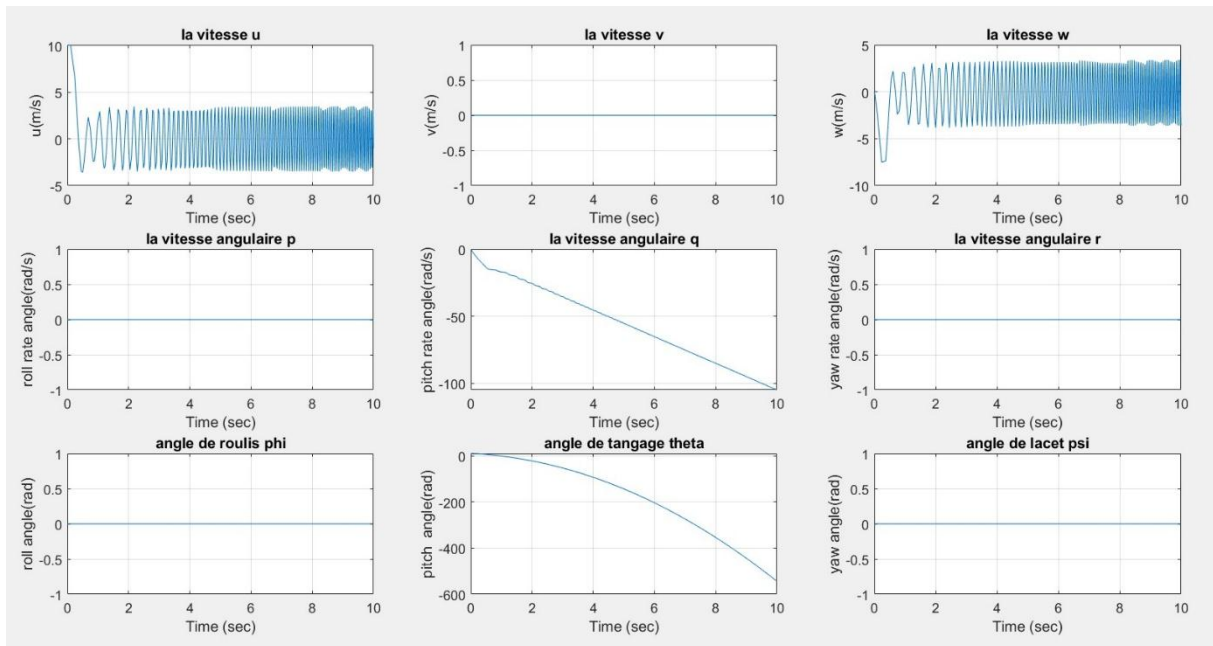 la vitesse u
10
5
0
-5
u(m/s)
0 2 4 6 8 10
Time (sec)
la vitesse v
1
0.5
0
-0.5
-1
v(m/s)
0 2 4 6 8 10
Time (sec)
la vitesse w
5
0
-5
-10
w(m/s)
0 2 4 6 8 10
Time (sec)
la vitesse angulaire p
1
0.5
0
-0.5
-1
roll rate angle(rad/s)
0 2 4 6 8 10
Time (sec)
la vitesse angulaire q
0
-50
-100
pitch rate angle(rad/s)
0 2 4 6 8 10
Time (sec)
la vitesse angulaire r
1
0.5
0
-0.5
-1
yaw rate angle(rad/s)
0 2 4 6 8 10
Time (sec)
angle de roulis phi
1
0.5
0
-0.5
-1
roll angle(rad)
0 2 4 6 8 10
Time (sec)
angle de tangage theta
0
-200
-400
-600
pitch angle(rad)
0 2 4 6 8 10
Time (sec)
angle de lacet psi
1
0.5
0
-0.5
-1
yaw angle(rad)
0 2 4 6 8 10
Time (sec)